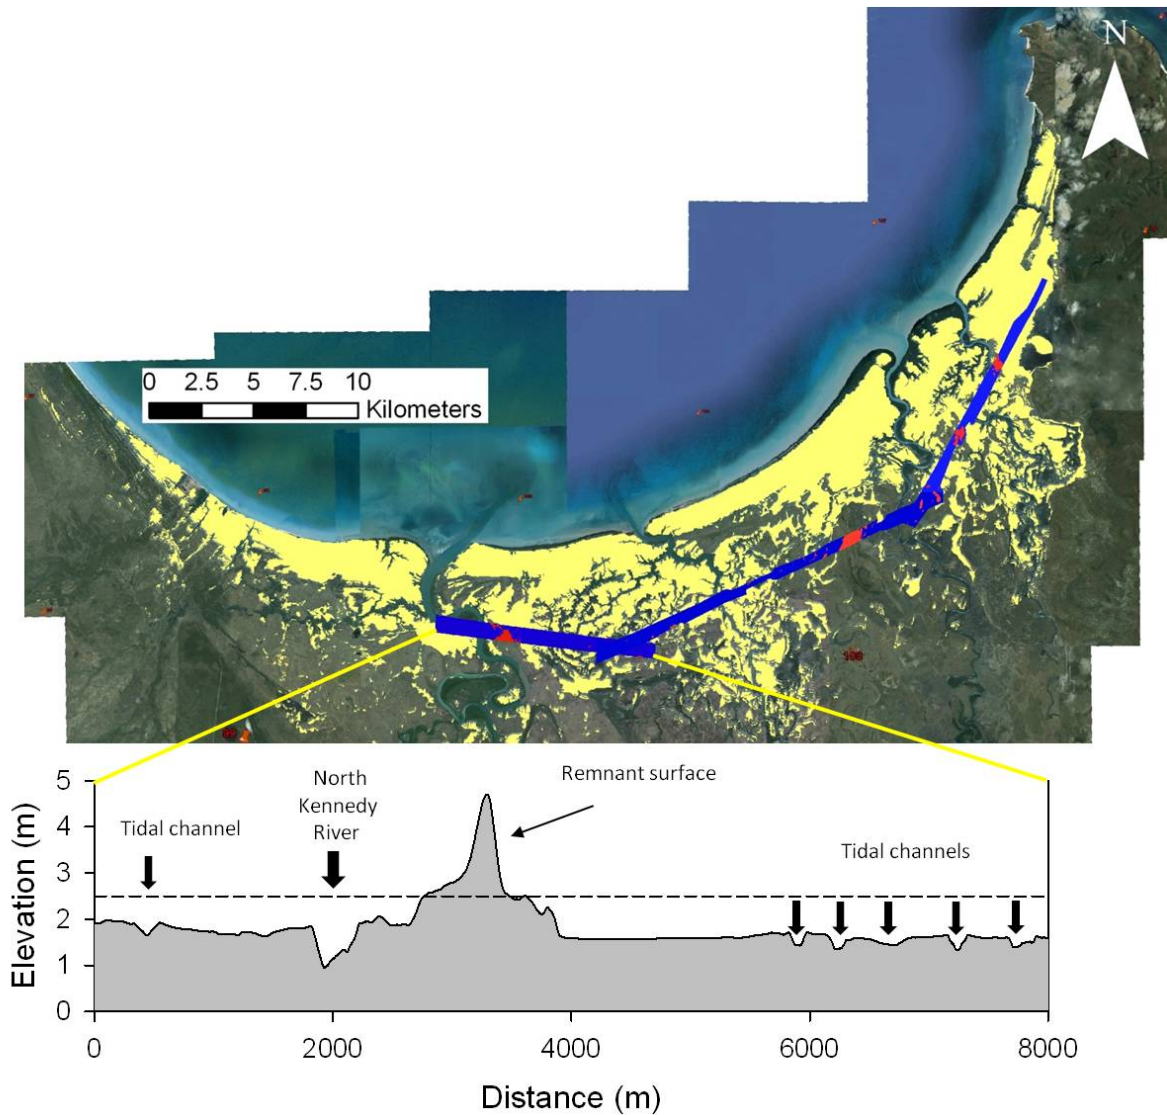 N
0 2.5 5 7.5 10
Kilometers
5
4
3
2
1
0
Elevation (m)
Tidal channel
North
Kennedy
River
Remnant surface
Tidal channels
0 2000 4000 6000 8000
Distance (m)